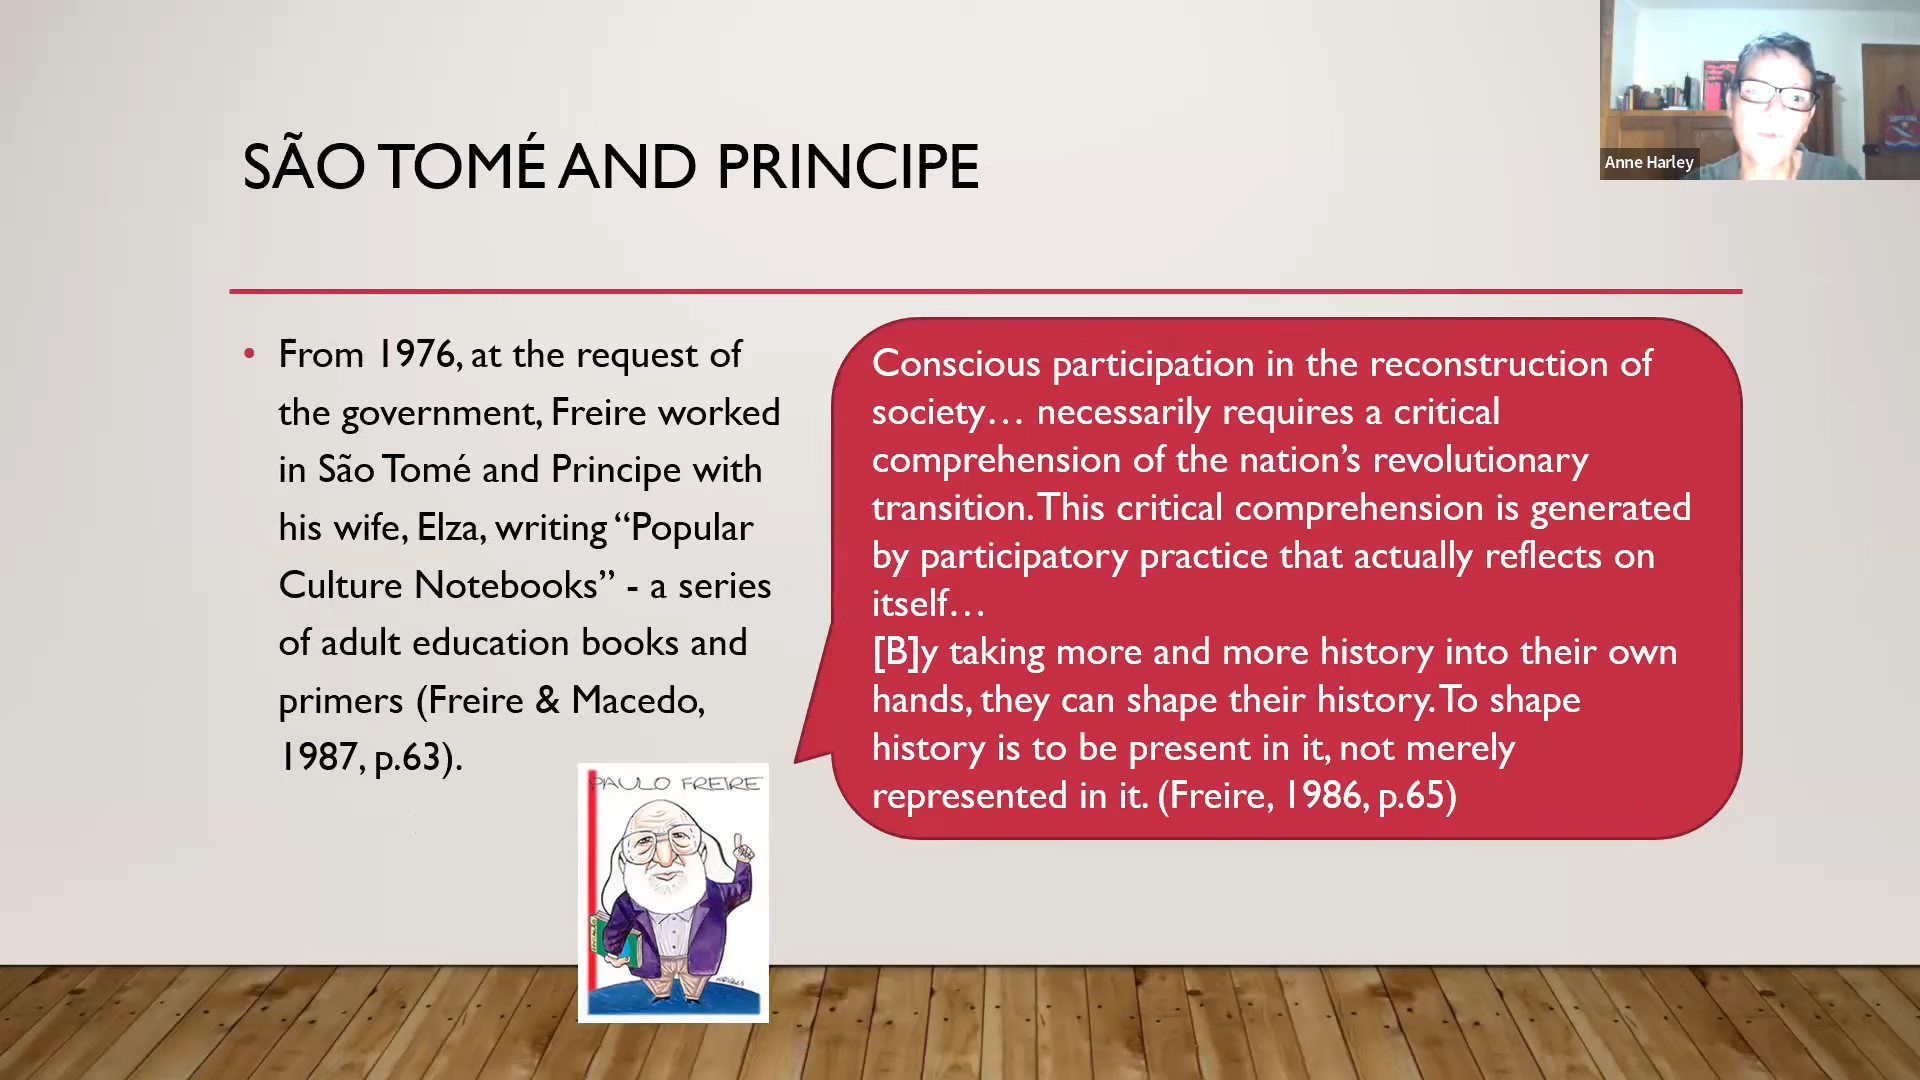 SÃO TOMÉ AND PRINCIPE
Anne Harley
• From 1976, at the request of
the government, Freire worked
in São Tomé and Principe with
his wife, Elza, writing “Popular
Culture Notebooks” - a series
of adult education books and
primers (Freire & Macedo,
1987, p.63).
Conscious participation in the reconstruction of
society… necessarily requires a critical
comprehension of the nation’s revolutionary
transition. This critical comprehension is generated
by participatory practice that actually reflects on
itself…
[B]y taking more and more history into their own
hands, they can shape their history. To shape
history is to be present in it, not merely
represented in it. (Freire, 1986, p.65)
PAULO FREIRE